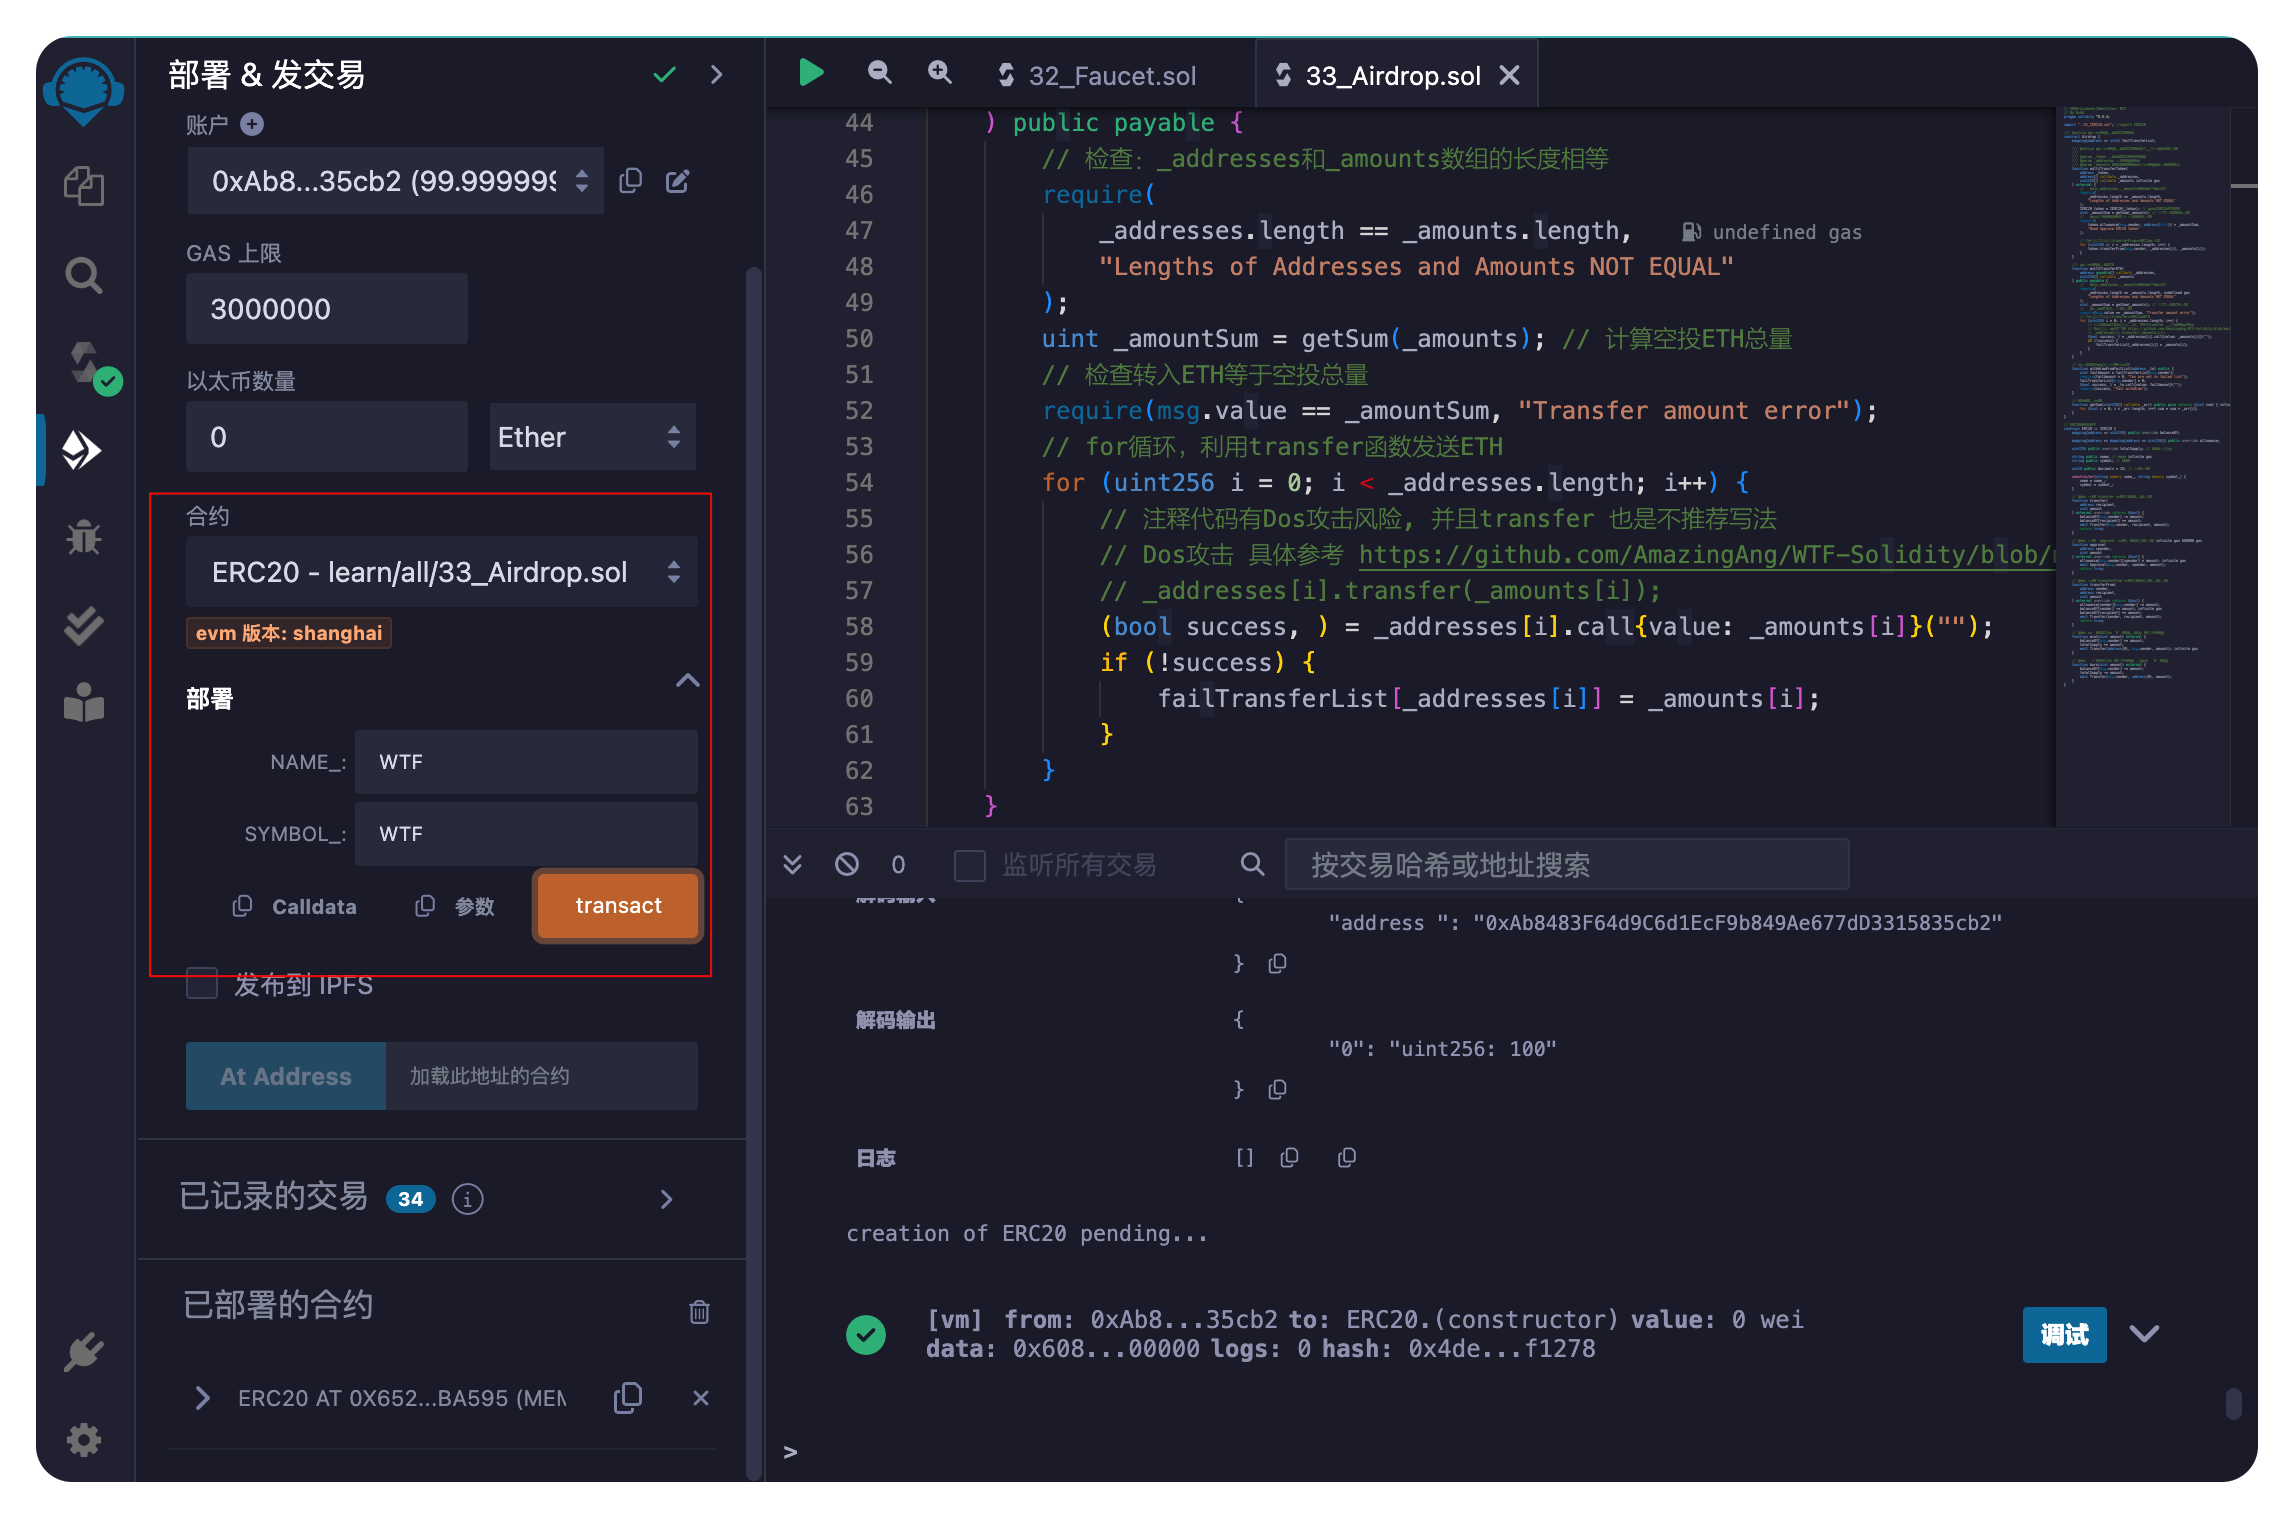 部署 & 发交易
账户
0xAb8...35cb2 (99.999999
GAS 上限
3000000
以太币数量
0
Ether
合约
ERC20 - learn/all/33_Airdrop.sol
evm 版本: shanghai
部署
NAME_:
WTF
SYMBOL_:
WTF
Calldata
参数
transact
发布到 IPFS
At Address
加载此地址的合约
已记录的交易
34
已部署的合约
ERC20 AT 0X652...BA595 (MEM
32_Faucet.sol
33_Airdrop.sol
44 ) public payable {
45 // 检查：_addresses和_amounts数组的长度相等
46 require(
47 _addresses.length == _amounts.length, undefined gas
48 "Lengths of Addresses and Amounts NOT EQUAL"
49 );
50 uint _amountSum = getSum(_amounts); // 计算空投ETH总量
51 // 检查转入ETH等于空投总量
52 require(msg.value == _amountSum, "Transfer amount error");
53 // for循环，利用transfer函数发送ETH
54 for (uint256 i = 0; i < _addresses.length; i++) {
55 // 注释代码有Dos攻击风险, 并且transfer 也是不推荐写法
56 // Dos攻击 具体参考 https://github.com/AmazingAng/WTF-Solidity/blob/
57 // _addresses[i].transfer(_amounts[i]);
58 (bool success, ) = _addresses[i].call{value: _amounts[i]}("");
59 if (!success) {
60 failTransferList[_addresses[i]] = _amounts[i];
61 }
62 }
63 }
0
监听所有交易
按交易哈希或地址搜索
解码输入 {
"address ": "0xAb8483F64d9C6d1EcF9b849Ae677dD3315835cb2"
}
解码输出 {
"0": "uint256: 100"
}
日志 []
creation of ERC20 pending...
[vm] from: 0xAb8...35cb2 to: ERC20.(constructor) value: 0 wei
data: 0x608...00000 logs: 0 hash: 0x4de...f1278
调试
>